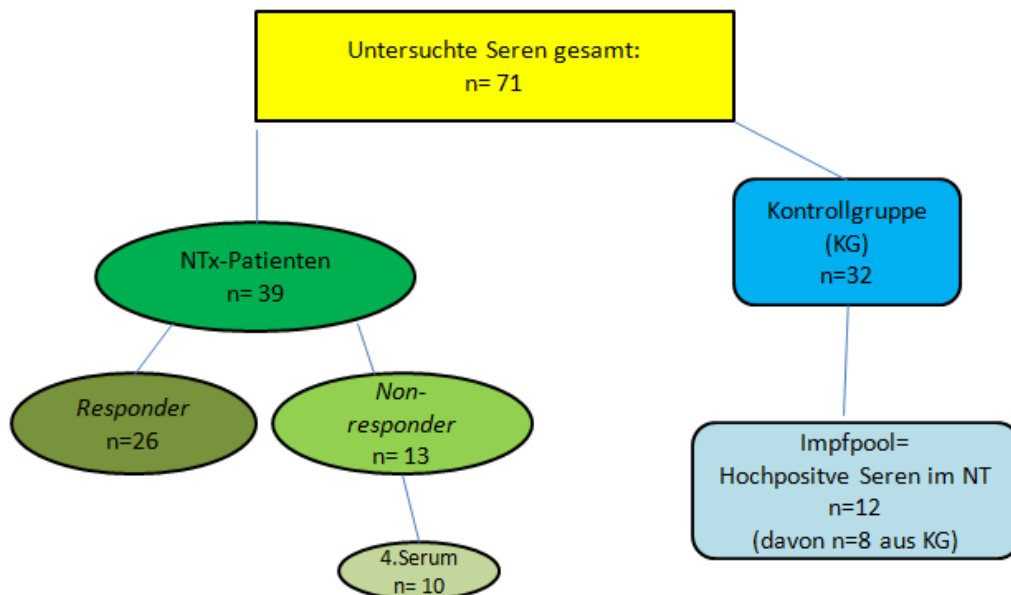 Untersuchte Seren gesamt:
n= 71
NTx-Patienten
n= 39
Kontrollgruppe
(KG)
n=32
Responder
n=26
Non-
responder
n= 13
Impfpool=
Hochpositve Seren im NT
n=12
(davon n=8 aus KG)
4.Serum
n= 10